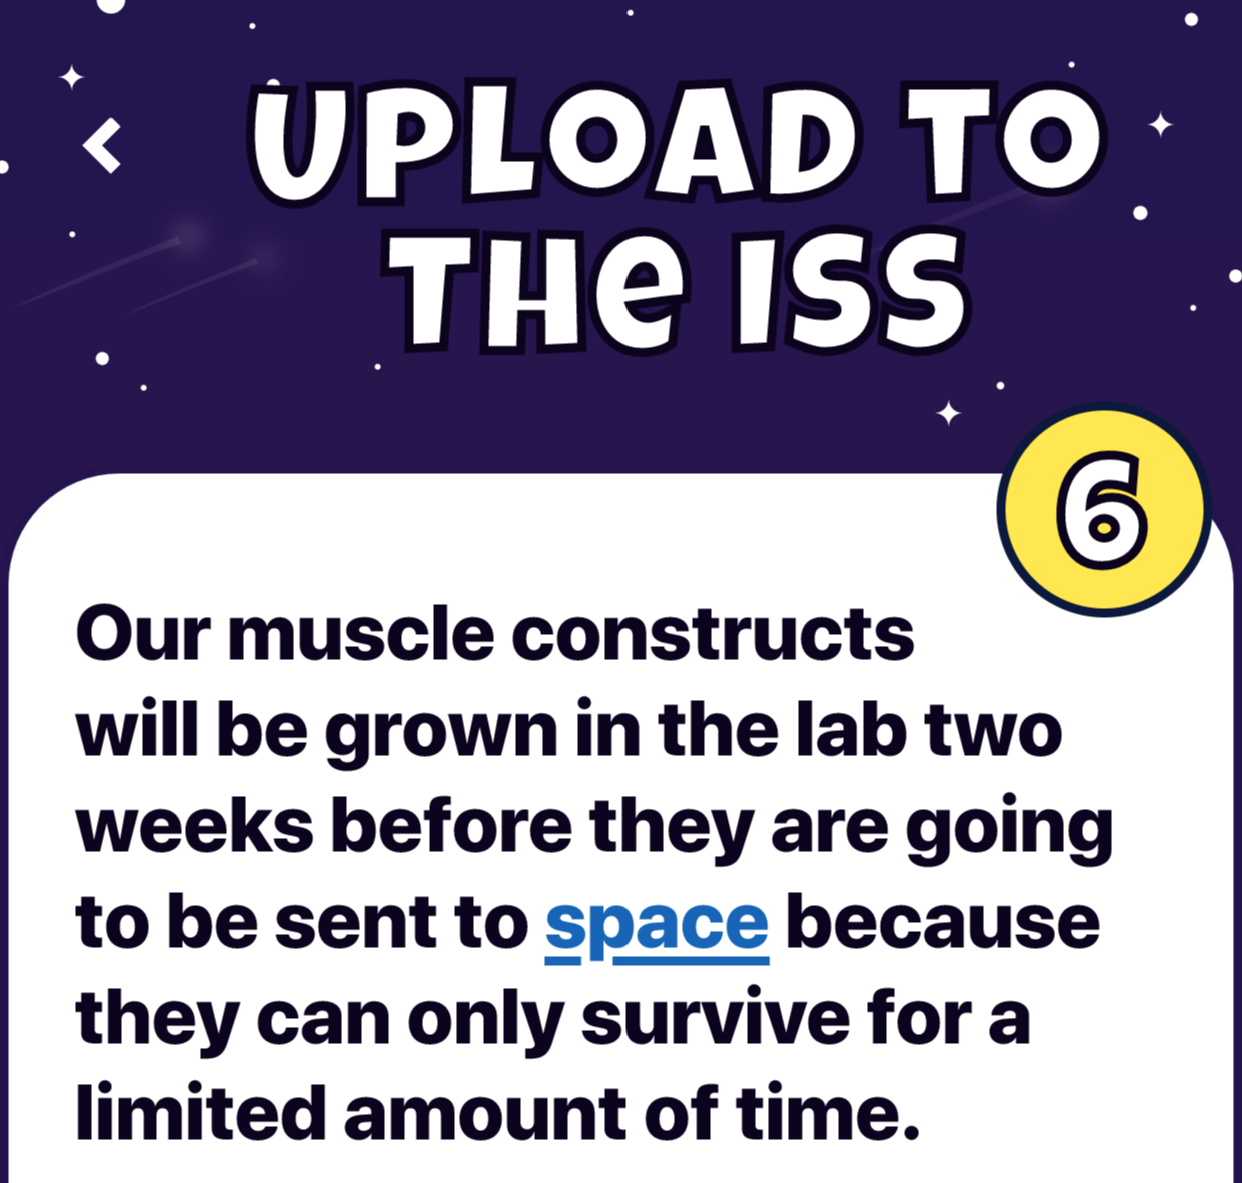 UPLOAD TO
THe ISS
6
Our muscle constructs
will be grown in the lab two
weeks before they are going
to be sent to space because
they can only survive for a
limited amount of time.